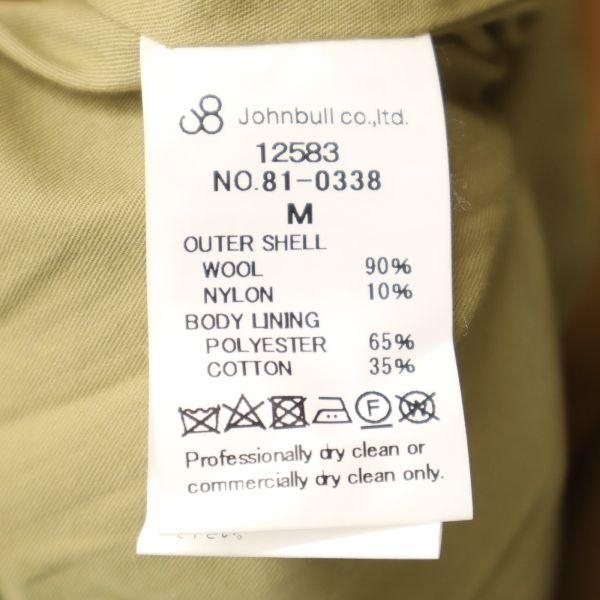 Johnbull co.,ltd.
12583
NO.81-0338
M
OUTER SHELL
WOOL 90%
NYLON 10%
BODY LINING
POLYESTER 65%
COTTON 35%
F W
Professionally dry clean or
commercially dry clean only.